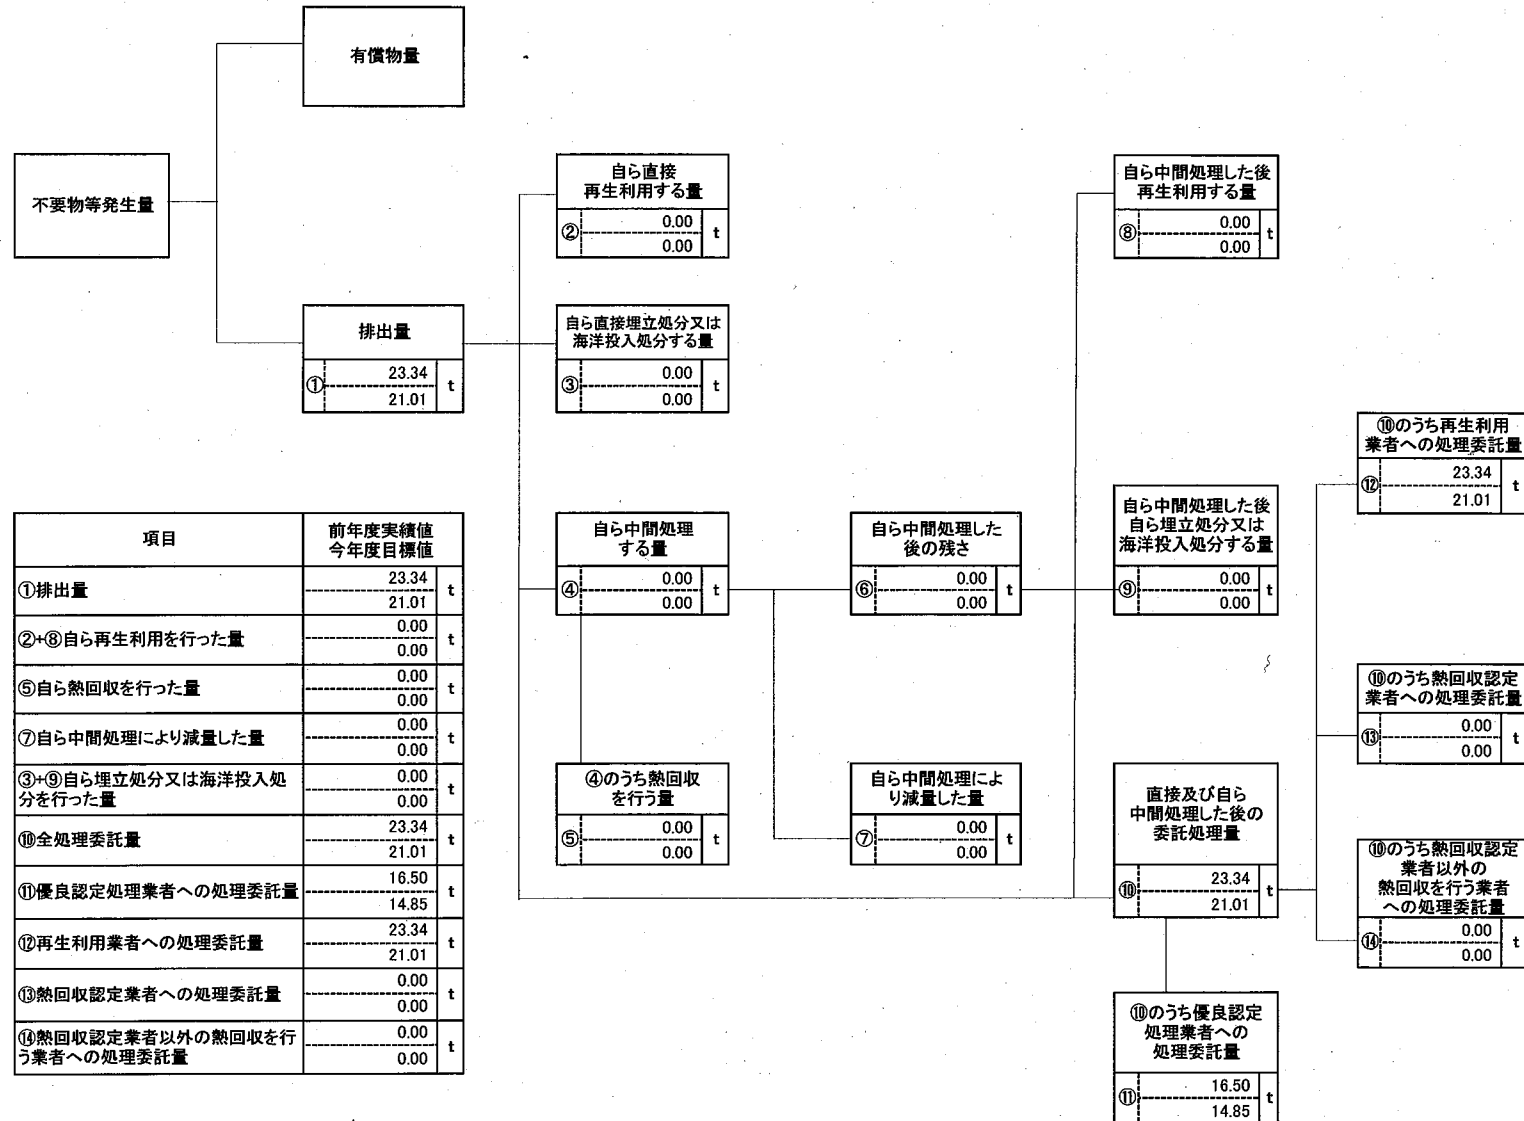 有償物量
不要物等発生量
排出量
①
23.34
21.01
t
自ら直接
再生利用する量
②
0.00
0.00
t
自ら直接埋立処分又は
海洋投入処分する量
③
0.00
0.00
t
自ら中間処理
する量
④
0.00
0.00
t
④のうち熱回収
を行う量
⑤
0.00
0.00
t
自ら中間処理した
後の残さ
⑥
0.00
0.00
t
自ら中間処理によ
り減量した量
⑦
0.00
0.00
t
自ら中間処理した後
再生利用する量
⑧
0.00
0.00
t
自ら中間処理した後
自ら埋立処分又は
海洋投入処分する量
⑨
0.00
0.00
t
直接及び自ら
中間処理した後の
委託処理量
⑩
23.34
21.01
t
⑩のうち優良認定
処理業者への
処理委託量
⑪
16.50
14.85
t
⑩のうち再生利用
業者への処理委託量
⑫
23.34
21.01
t
⑩のうち熱回収認定
業者への処理委託量
⑬
0.00
0.00
t
⑩のうち熱回収認定
業者以外の
熱回収を行う業者
への処理委託量
⑭
0.00
0.00
t
項目
前年度実績値
今年度目標値
①排出量
23.34
21.01
t
②+⑧自ら再生利用を行った量
0.00
0.00
t
⑤自ら熱回収を行った量
0.00
0.00
t
⑦自ら中間処理により減量した量
0.00
0.00
t
③+⑨自ら埋立処分又は海洋投入処
分を行った量
0.00
0.00
t
⑩全処理委託量
23.34
21.01
t
⑪優良認定処理業者への処理委託量
16.50
14.85
t
⑫再生利用業者への処理委託量
23.34
21.01
t
⑬熱回収認定業者への処理委託量
0.00
0.00
t
⑭熱回収認定業者以外の熱回収を行
う業者への処理委託量
0.00
0.00
t